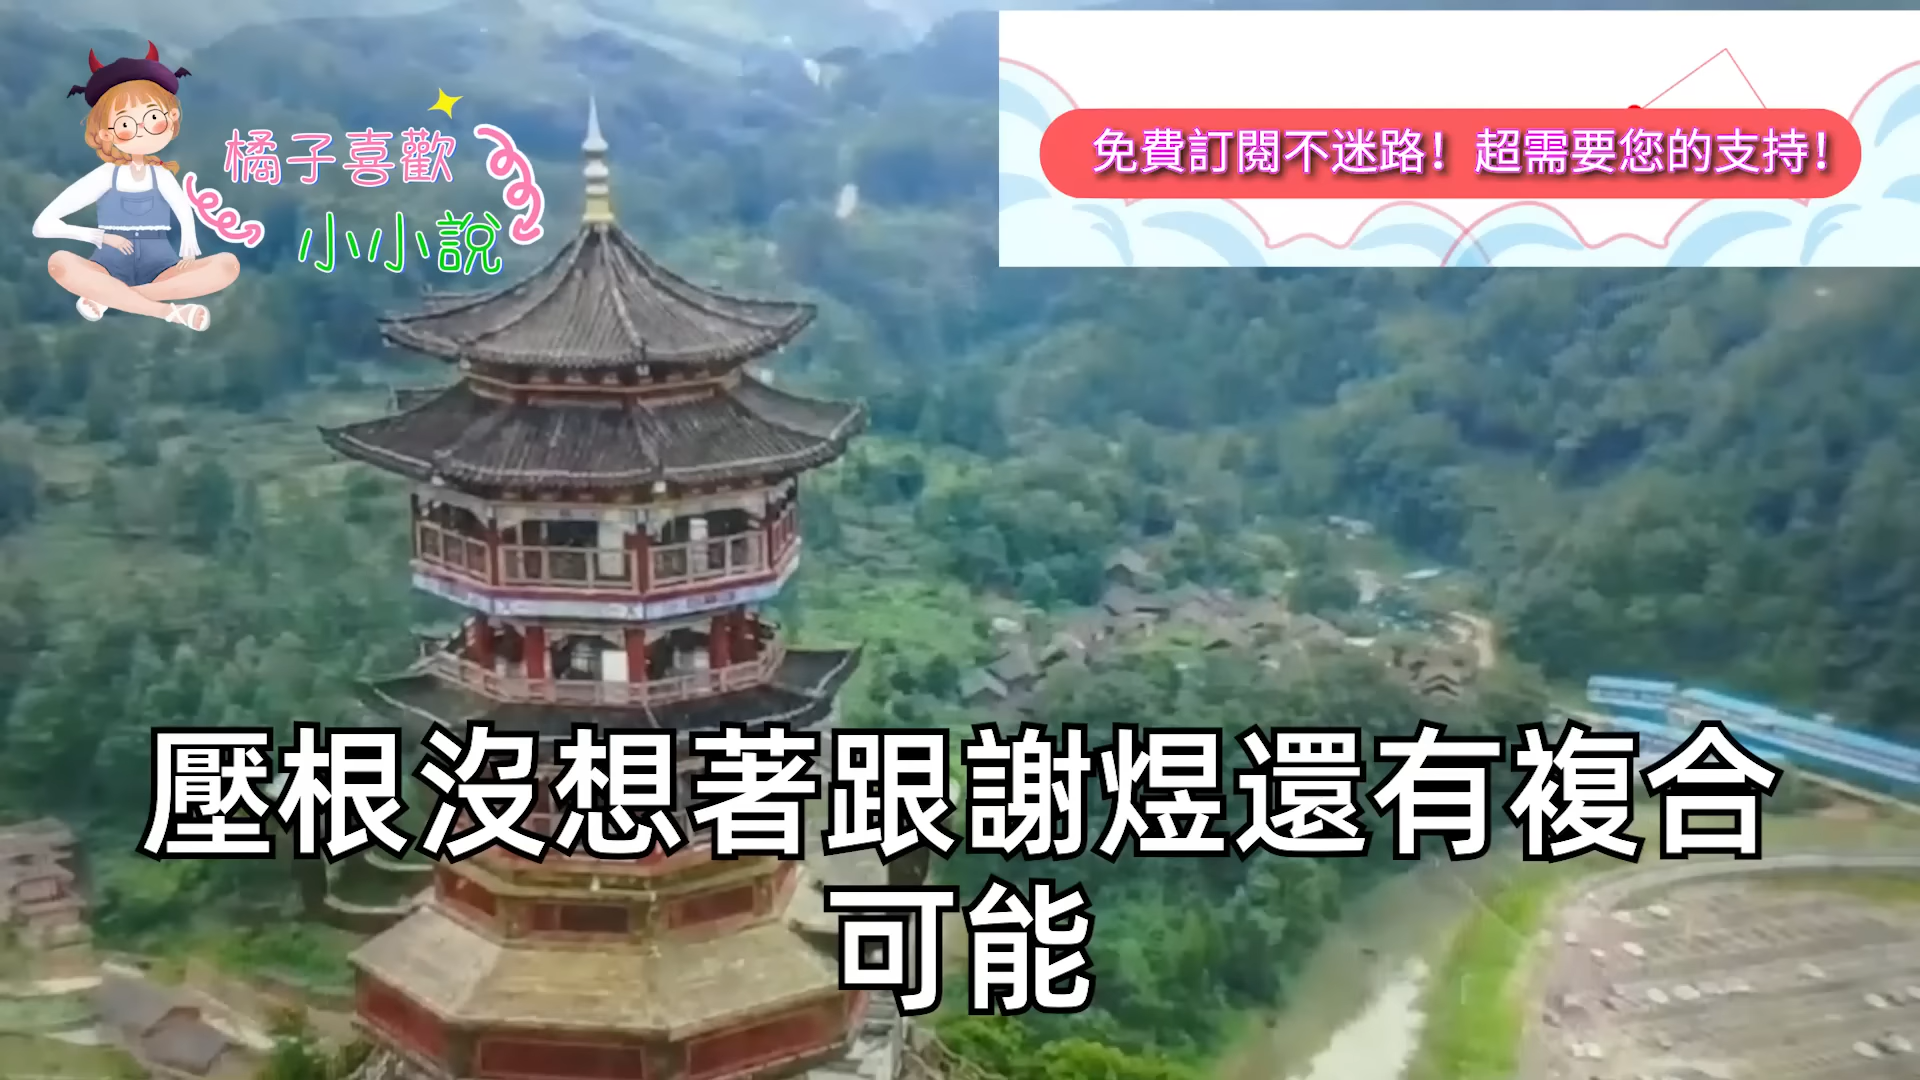 橘子喜歡
小小說
免費訂閱不迷路！超需要您的支持！
壓根沒想著跟謝煜還有複合
可能